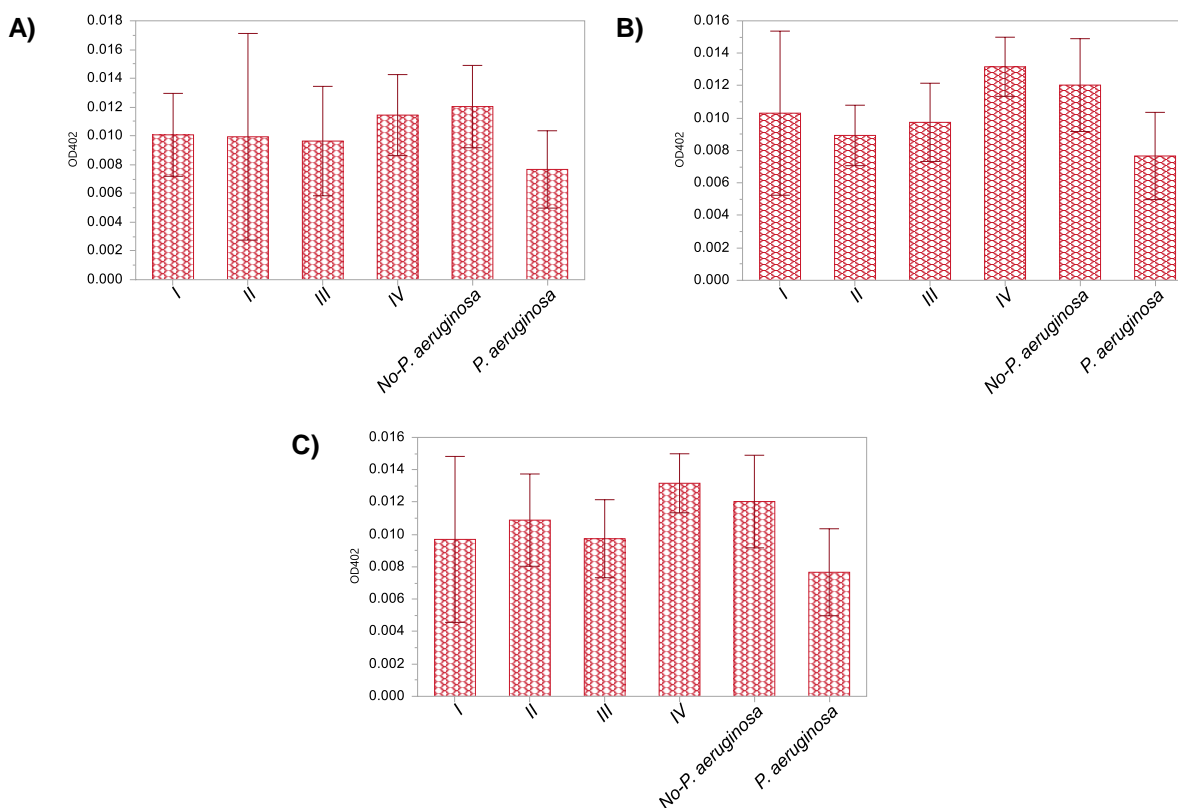 A)
0.018
0.016
0.014
0.012
0.010
0.008
0.006
0.004
0.002
0.000
OD402
I
II
III
IV
No-P. aeruginosa
P. aeruginosa
B)
0.016
0.014
0.012
0.010
0.008
0.006
0.004
0.002
0.000
OD402
I
II
III
IV
No-P. aeruginosa
P. aeruginosa
C)
0.016
0.014
0.012
0.010
0.008
0.006
0.004
0.002
0.000
OD402
I
II
III
IV
No-P. aeruginosa
P. aeruginosa